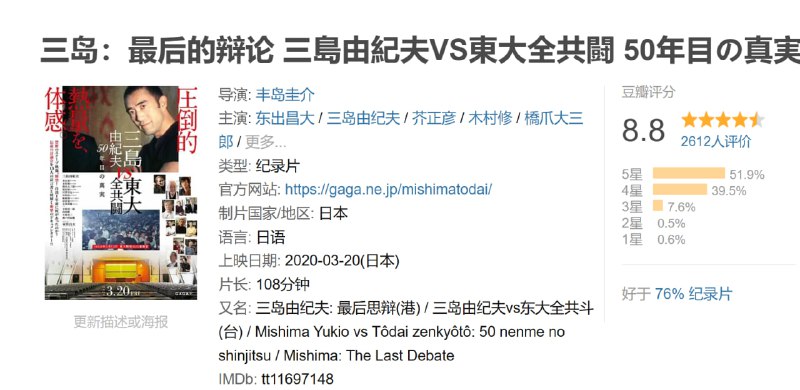 三岛：最后的辩论 三島由紀夫VS東大全共闘 50年目の真実
圧倒的
熱量を、
体感。
三島
由紀夫
vs
東大
全共闘
50年目の真実
3.20
更新描述或海报
导演: 丰岛圭介
主演: 东出昌大 / 三岛由纪夫 / 芥正彦 / 木村修 / 橋爪大三
郎 / 更多...
类型: 纪录片
官方网站: https://gaga.ne.jp/mishimatodai/
制片国家/地区: 日本
语言: 日语
上映日期: 2020-03-20(日本)
片长: 108分钟
又名: 三岛由纪夫: 最后思辩(港) / 三岛由纪夫vs东大全共斗
(台) / Mishima Yukio vs Tôdai zenkyôtô: 50 nenme no
shinjitsu / Mishima: The Last Debate
IMDb: tt11697148
豆瓣评分
8.8
2612人评价
5星 51.9%
4星 39.5%
3星 7.6%
2星 0.5%
1星 0.6%
好于 76% 纪录片